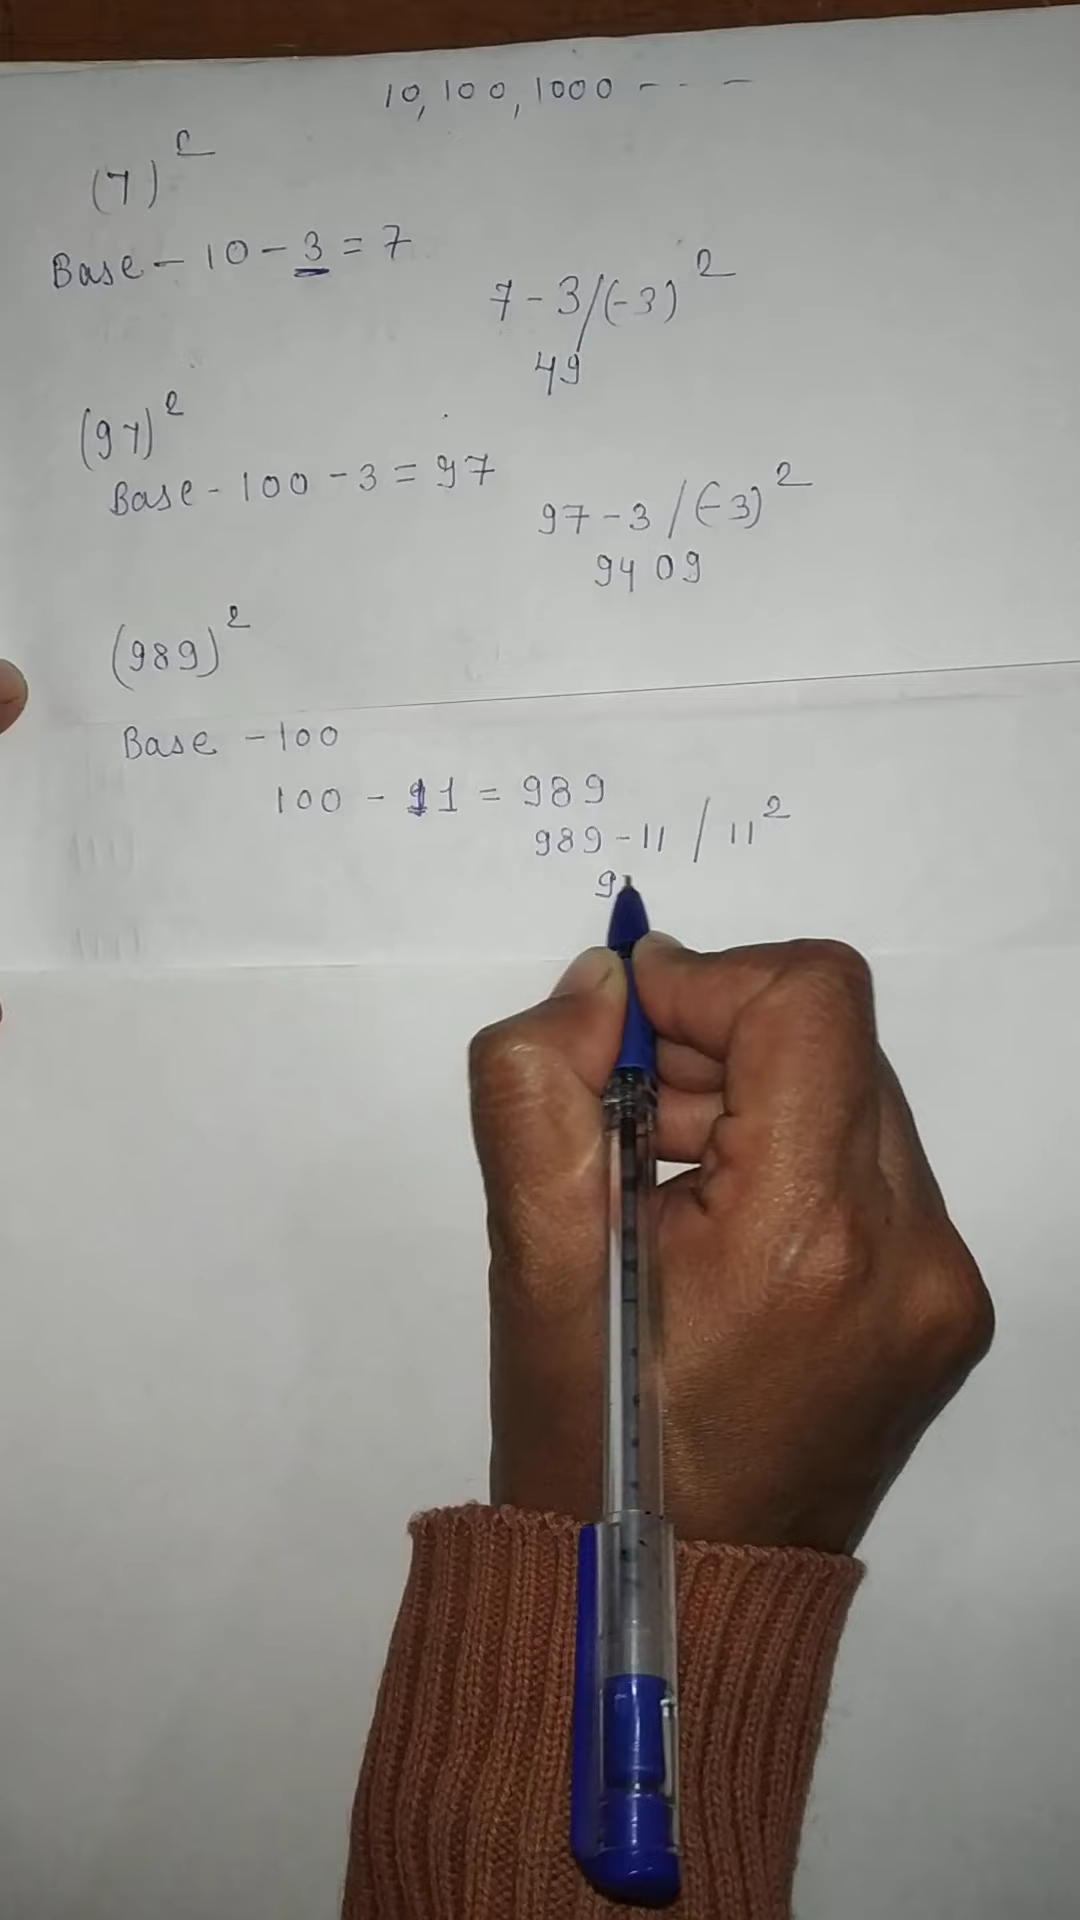 10, 100, 1000 - - -
(7)²
Base - 10 - 3 = 7
7 - 3/(-3)²
49
(97)²
Base - 100 - 3 = 97
97 - 3 / (-3)²
9409
(989)²
Base - 100
100 - 11 = 989
989 - 11 / 11²
9